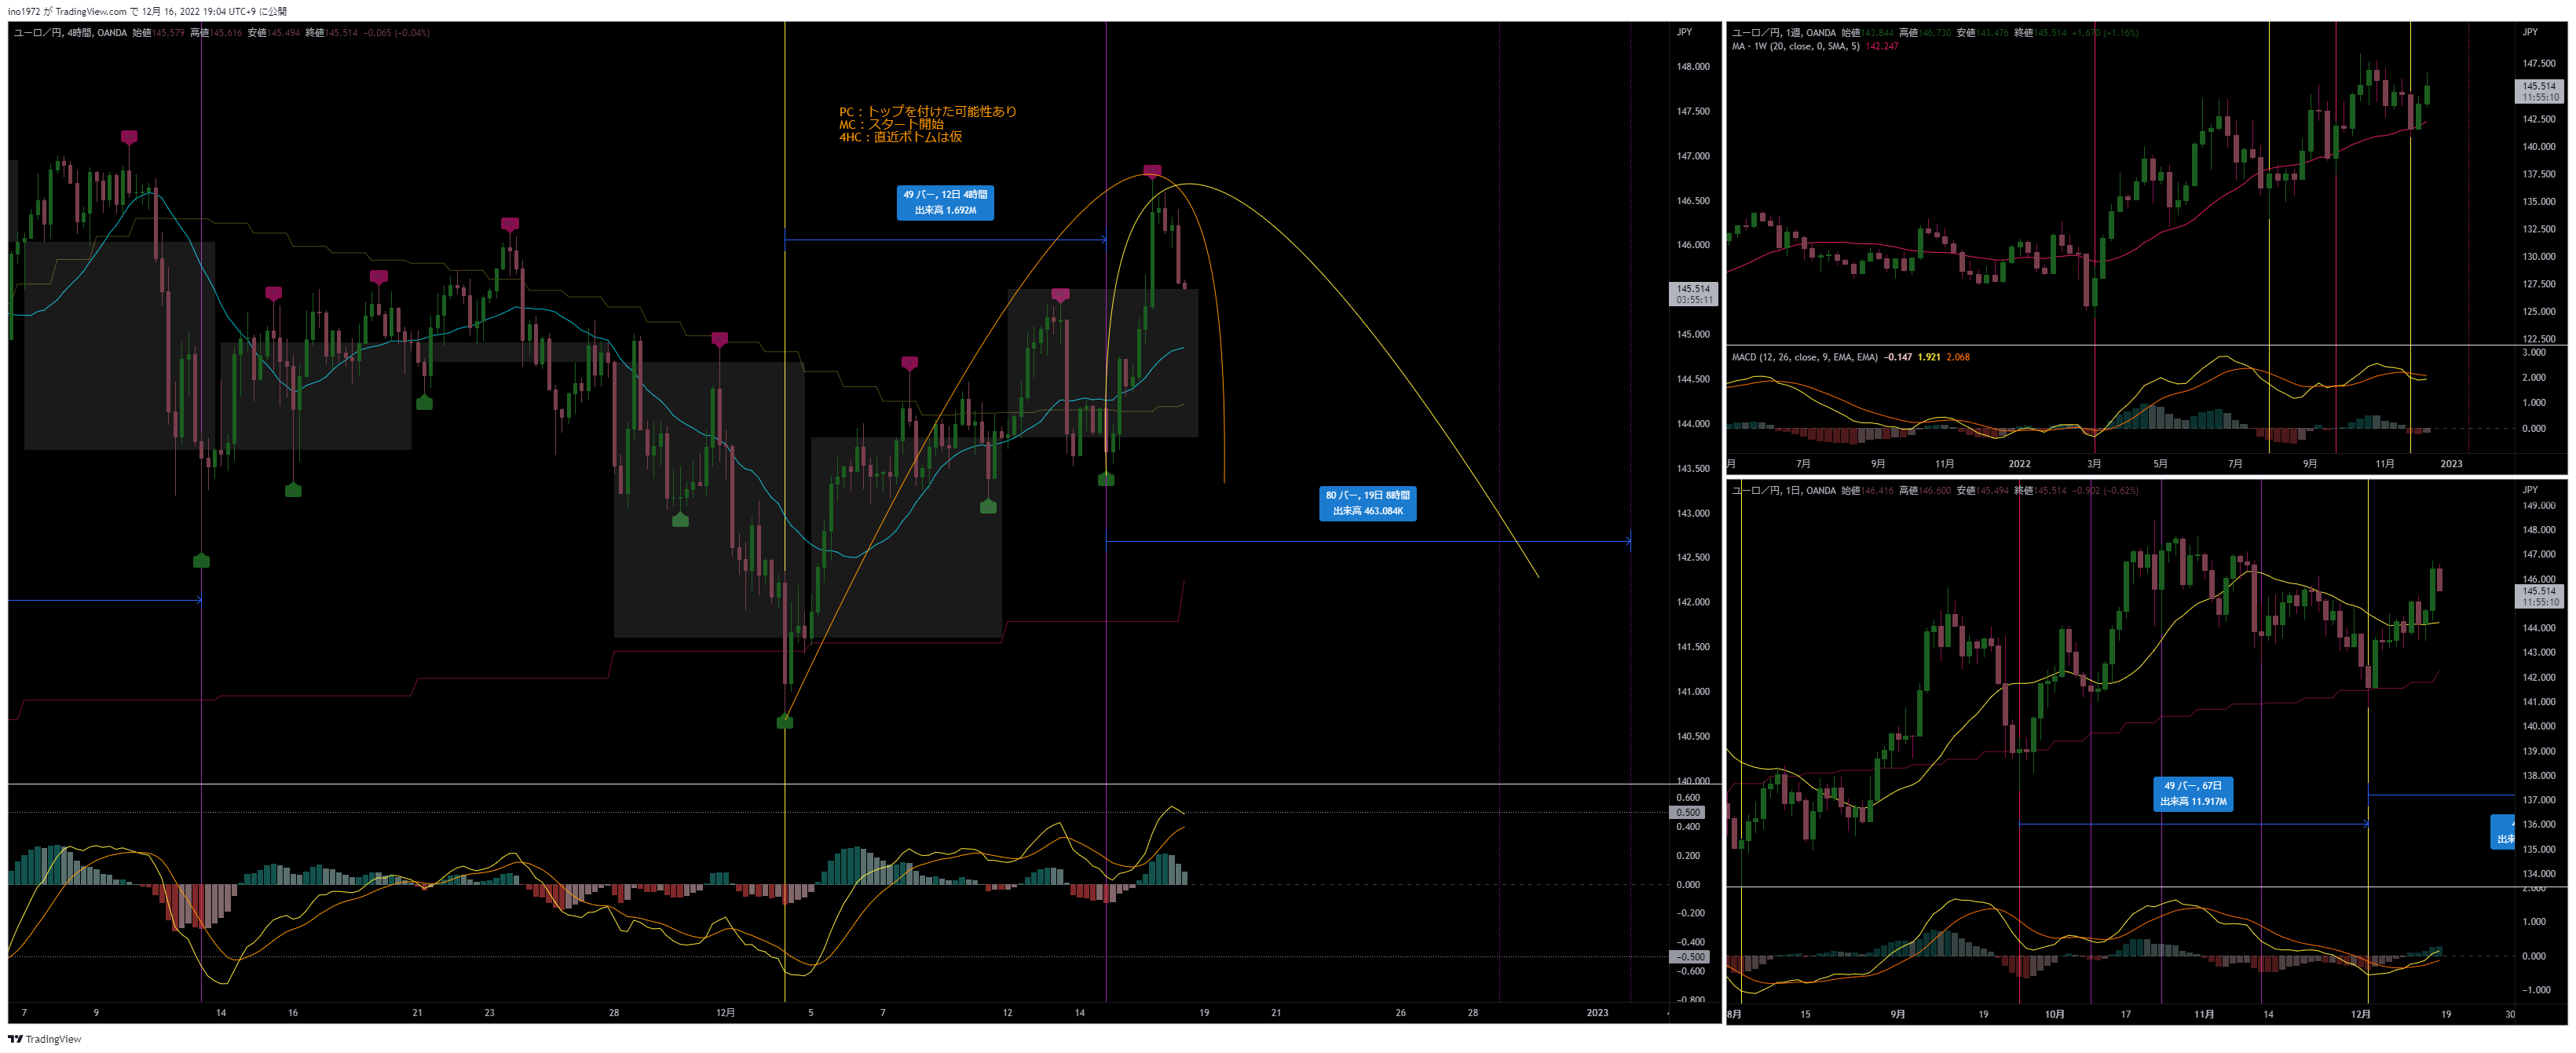 ino1972 が TradingView.com で 12月 16, 2022 19:04 UTC+9 に公開
ユーロ／円, 4時間, OANDA 始値145.579 高値145.616 安値145.494 終値145.514 −0.065 (−0.04%)
JPY
148.000
147.500
147.000
146.500
146.000
145.514
03:55:11
145.000
144.500
144.000
143.500
143.000
142.500
142.000
141.500
141.000
140.500
140.000
PC：トップを付けた可能性あり
MC：スタート開始
4HC：直近ボトムは仮
49 バー, 12日 4時間
出来高 1.692M
80 バー, 19日 8時間
出来高 463.084K
0.600
0.500
0.400
0.200
0.000
−0.200
−0.400
−0.500
−0.600
−0.800
7 9 14 16 21 23 28 12月 5 7 12 14 19 21 26 28 2023
ユーロ／円, 1週, OANDA 始値143.844 高値146.730 安値143.476 終値145.514 +1.670 (+1.16%)
MA · 1W (20, close, 0, SMA, 5) 142.247
JPY
147.500
145.514
11:55:10
142.500
140.000
137.500
135.000
132.500
130.000
127.500
125.000
122.500
MACD (12, 26, close, 9, EMA, EMA) −0.147 1.921 2.068
3.000
2.000
1.000
0.000
7月 9月 11月 2022 3月 5月 7月 9月 11月 2023
ユーロ／円, 1日, OANDA 始値146.416 高値146.600 安値145.494 終値145.514 −0.902 (−0.62%)
JPY
149.000
148.000
147.000
146.000
145.514
11:55:10
144.000
143.000
142.000
141.000
140.000
139.000
138.000
137.000
136.000
135.000
134.000
49 バー, 67日
出来高 11.917M
2.000
1.000
0.000
−1.000
8月 15 9月 19 10月 17 11月 14 12月 19 30
TradingView